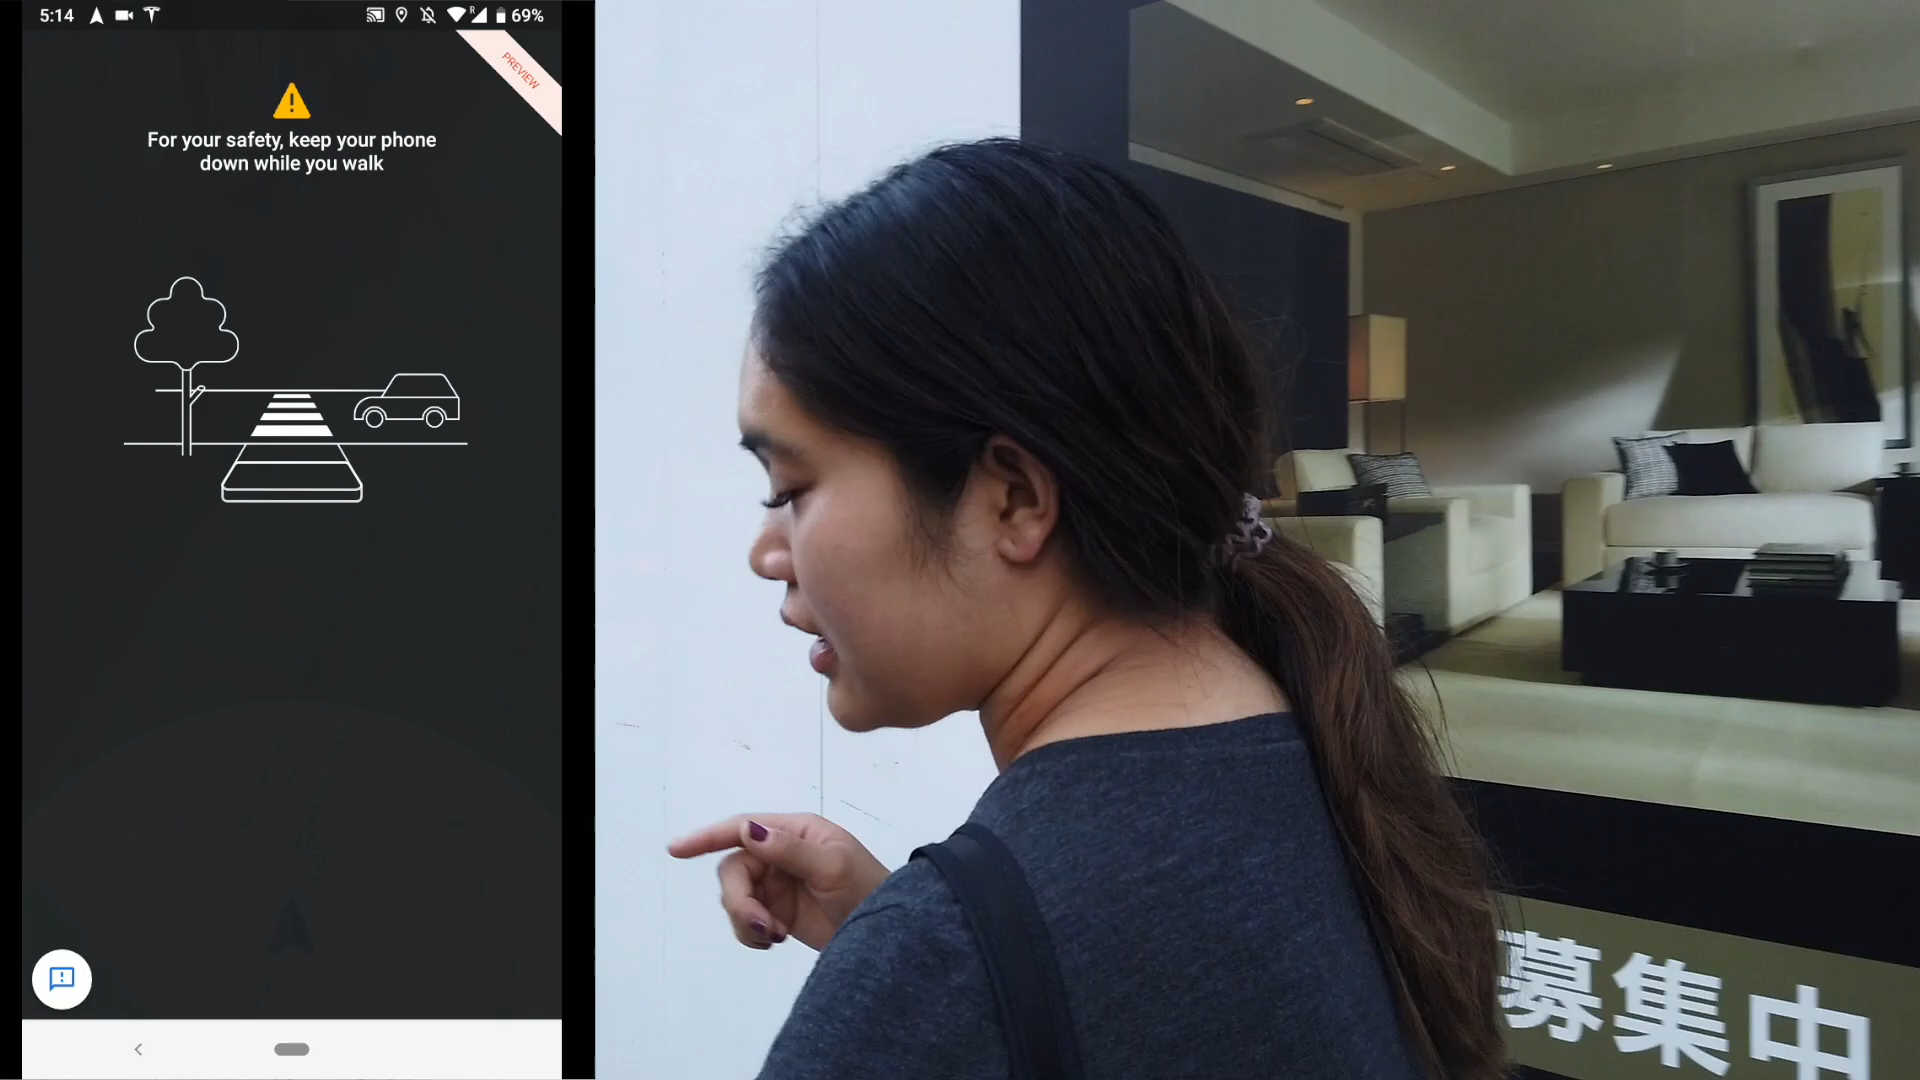 5:14
R
69%
PREVIEW
For your safety, keep your phone
down while you walk
募集中